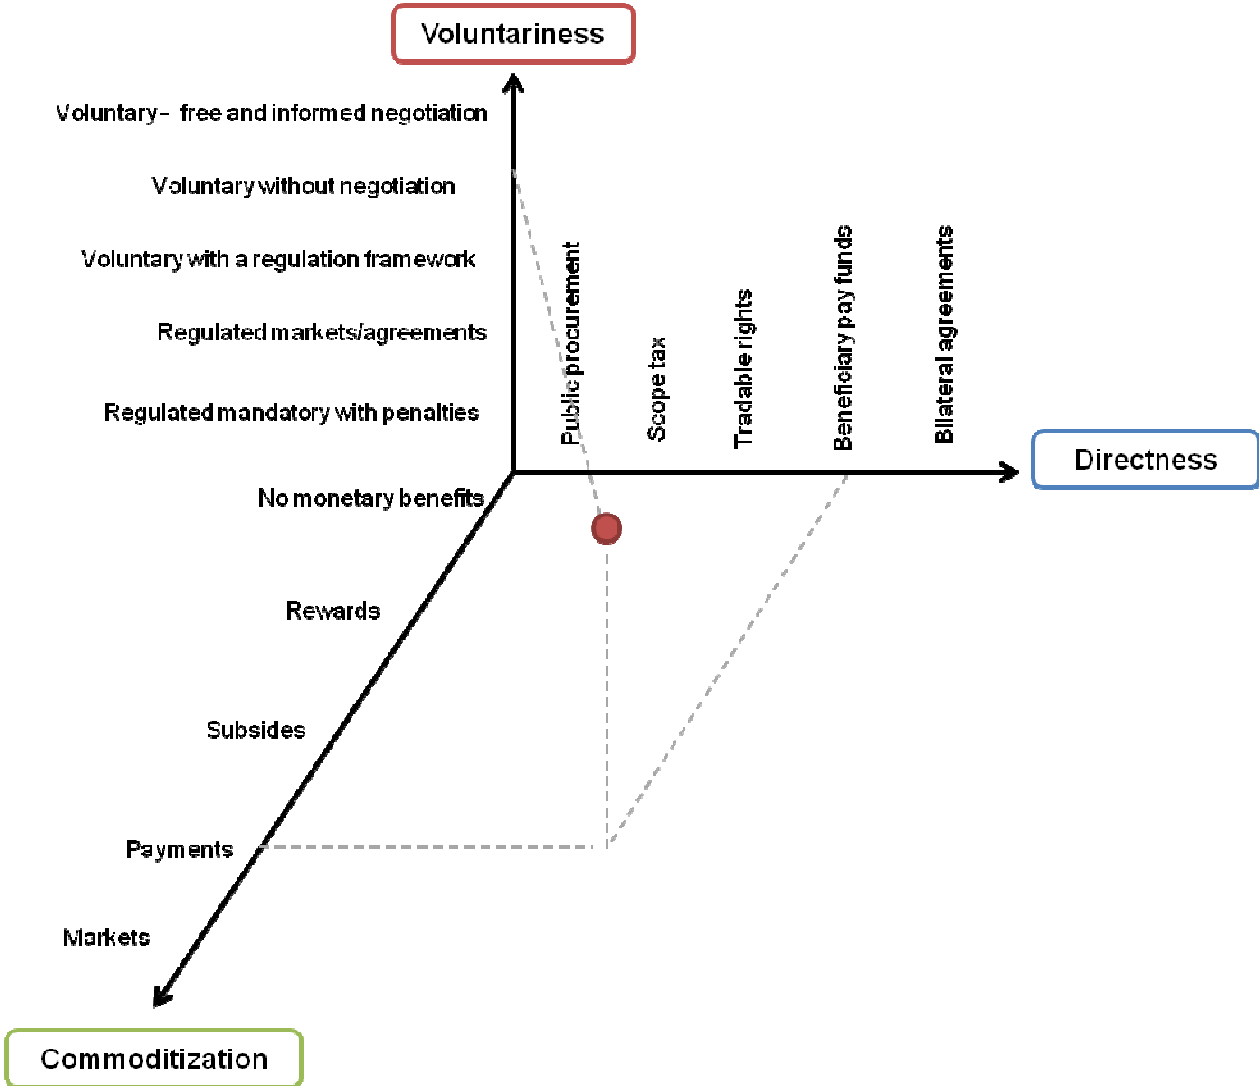 Voluntariness
Voluntary- free and informed negotiation
Voluntary without negotiation
Voluntary with a regulation framework
Regulated markets/agreements
Regulated mandatory with penalties
No monetary benefits
Rewards
Subsides
Payments
Markets
Commoditization
Public procurement
Scope tax
Tradable rights
Beneficiary pay funds
Bilateral agreements
Directness